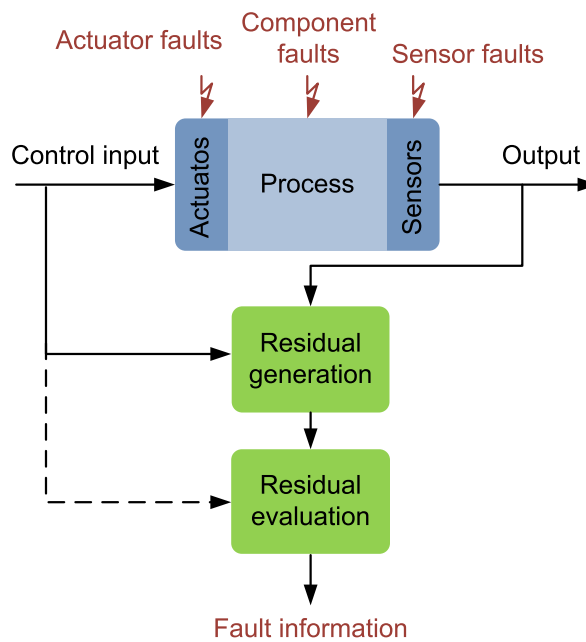 Actuator faults
Component
faults
Sensor faults
Control input
Actuatos
Process
Sensors
Output
Residual
generation
Residual
evaluation
Fault information